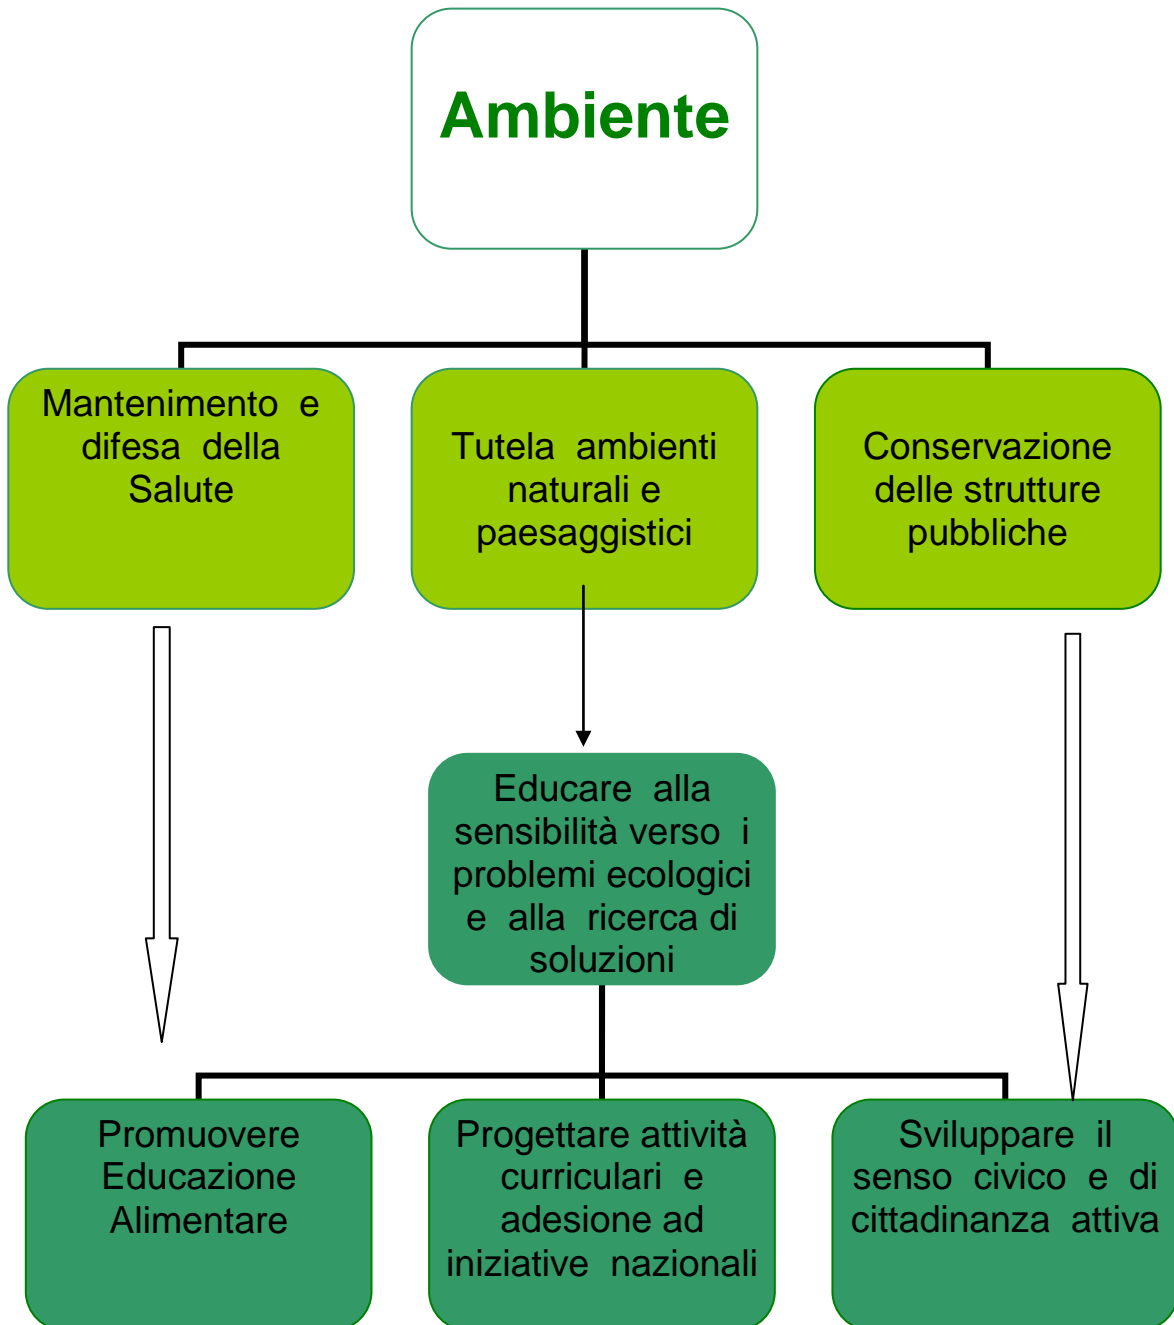 Ambiente
Mantenimento e
difesa della
Salute
Tutela ambienti
naturali e
paesaggistici
Conservazione
delle strutture
pubbliche
Educare alla
sensibilità verso i
problemi ecologici
e alla ricerca di
soluzioni
Promuovere
Educazione
Alimentare
Progettare attività
curriculari e
adesione ad
iniziative nazionali
Sviluppare il
senso civico e di
cittadinanza attiva